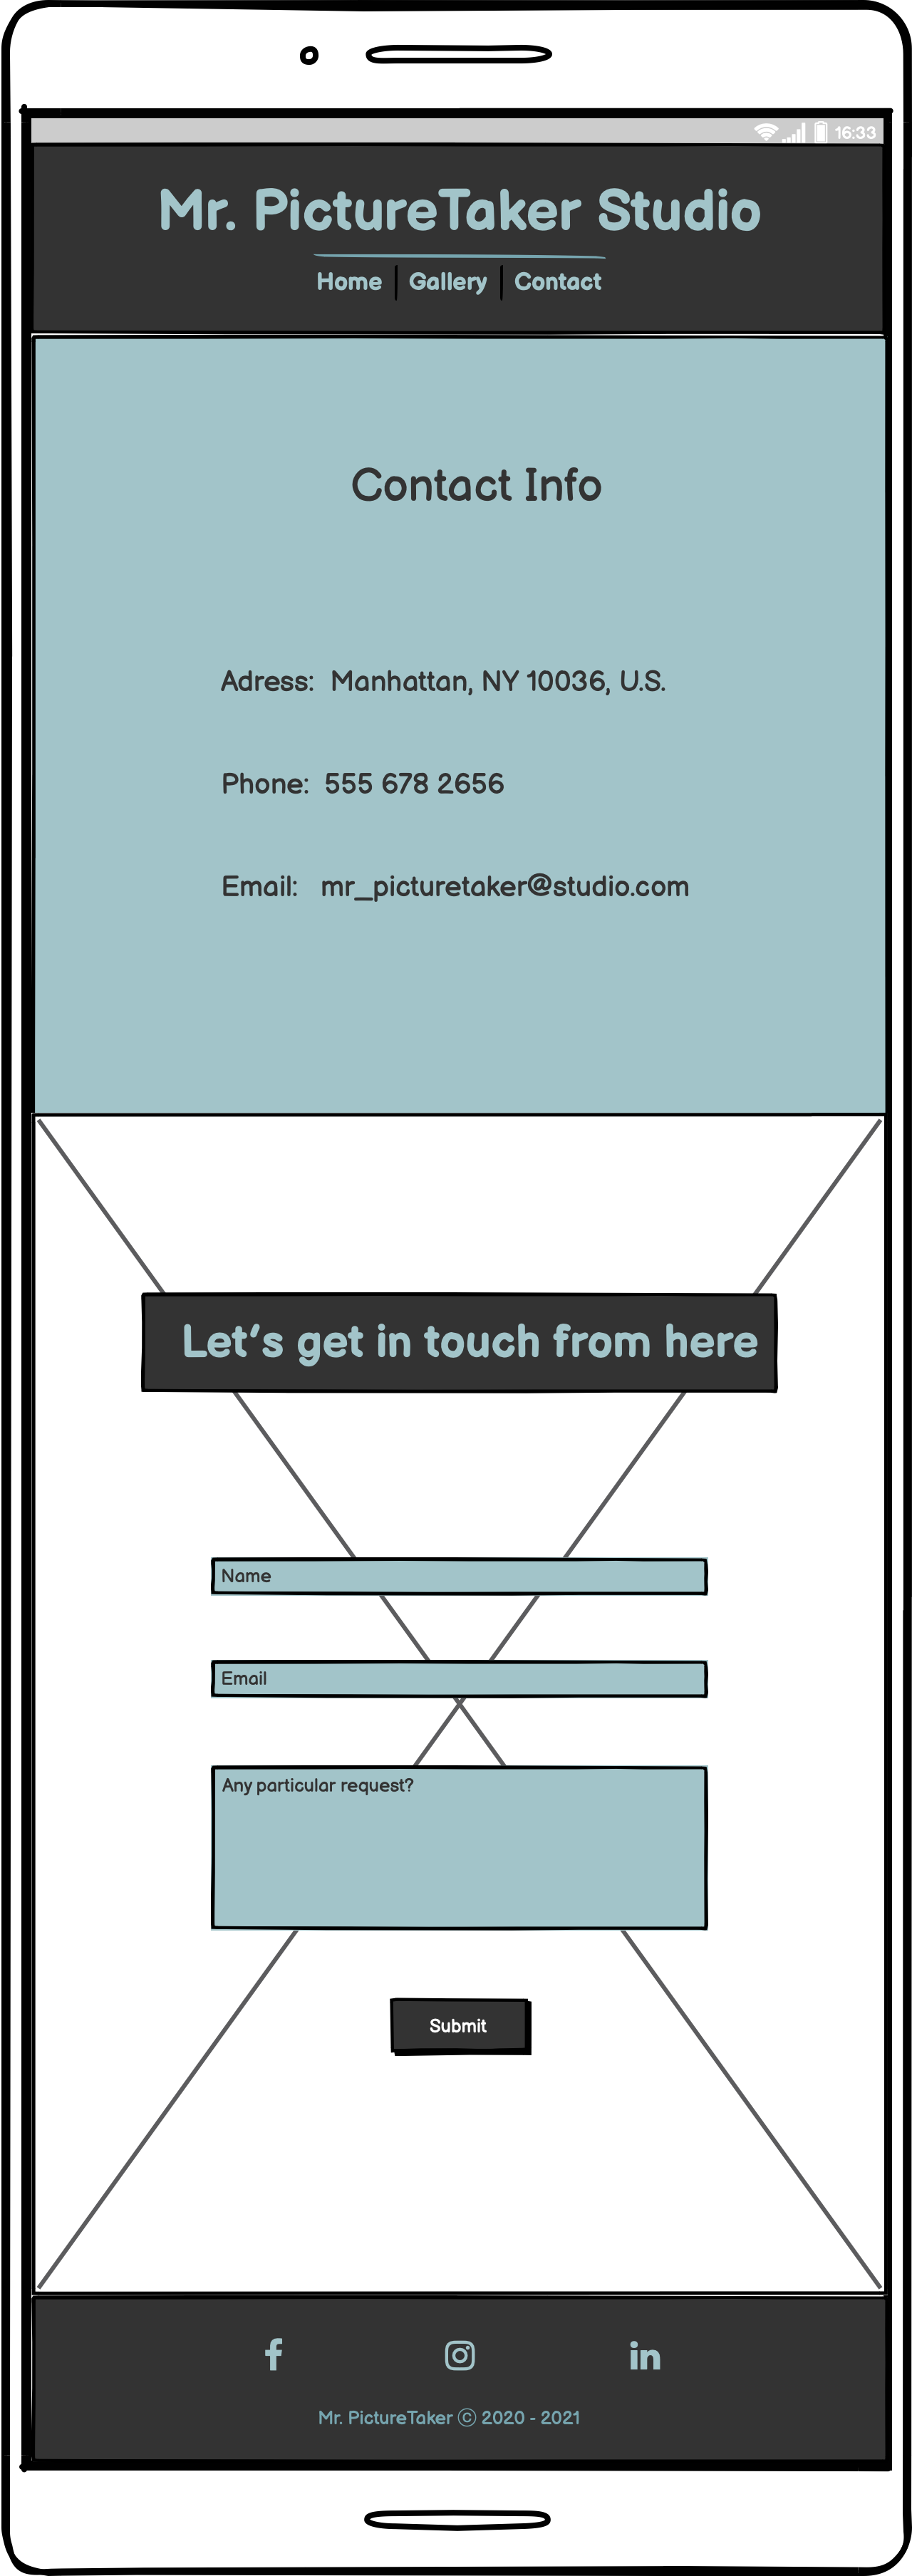 16:33
Mr. PictureTaker Studio
Home Gallery Contact
Contact Info
Adress: Manhattan, NY 10036, U.S.
Phone: 555 678 2656
Email: mr_picturetaker@studio.com
Let's get in touch from here
Name
Email
Any particular request?
Submit
f in
Mr. PictureTaker © 2020 - 2021